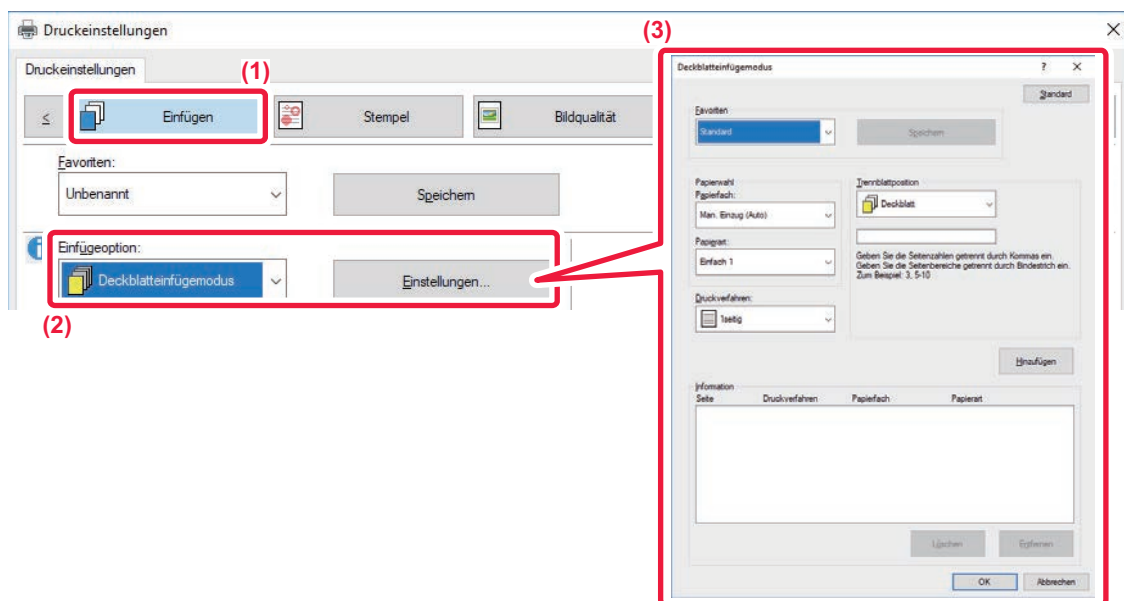 Druckeinstellungen
Druckeinstellungen
(1)
<
Einfügen
Stempel
Bildqualität
Favoriten:
Unbenannt
Speichern
Einfügeoption:
Deckblatteinfügemodus
Einstellungen...
(2)
(3)
Deckblatteinfügemodus
?
Standard
Favoriten
Standard
Speichern
Papierwahl
Papierfach:
Man. Einzug (Auto)
Papierart:
Einfach 1
Druckverfahren:
1seitig
Trennblattposition
Deckblatt
Geben Sie die Seitenzahlen getrennt durch Kommas ein.
Geben Sie die Seitenbereiche getrennt durch Bindestrich ein.
Zum Beispiel: 3, 5-10
Hinzufügen
Information
Seite Druckverfahren Papierfach Papierart
Löschen
Entfernen
OK
Abbrechen